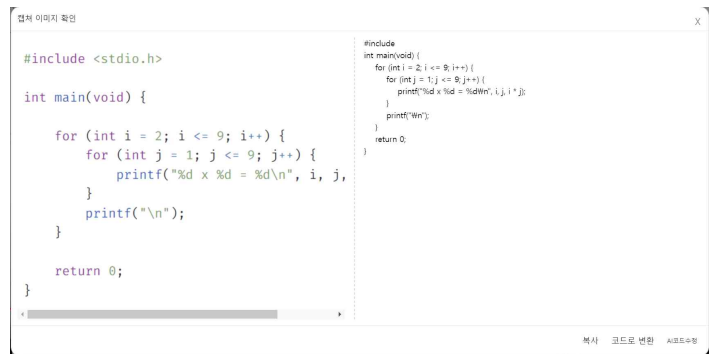 캡쳐 이미지 확인
X
#include <stdio.h>
int main(void) {
for (int i = 2; i <= 9; i++) {
for (int j = 1; j <= 9; j++) {
printf("%d x %d = %d\n", i, j,
}
printf("\n");
}
return 0;
}
#include
int main(void) {
for (int i = 2; i <= 9; i++) {
for (int j = 1; j <= 9; j++) {
printf("%d x %d = %d₩n", i, j, i * j);
}
printf("₩n");
}
return 0;
}
복사 코드로 변환 AI코드수정